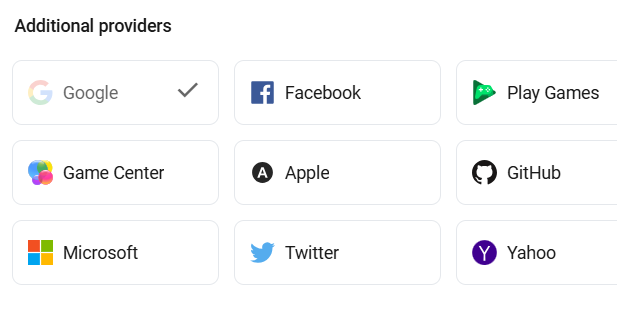 Additional providers
Google
Facebook
Play Games
Game Center
Apple
GitHub
Microsoft
Twitter
Yahoo